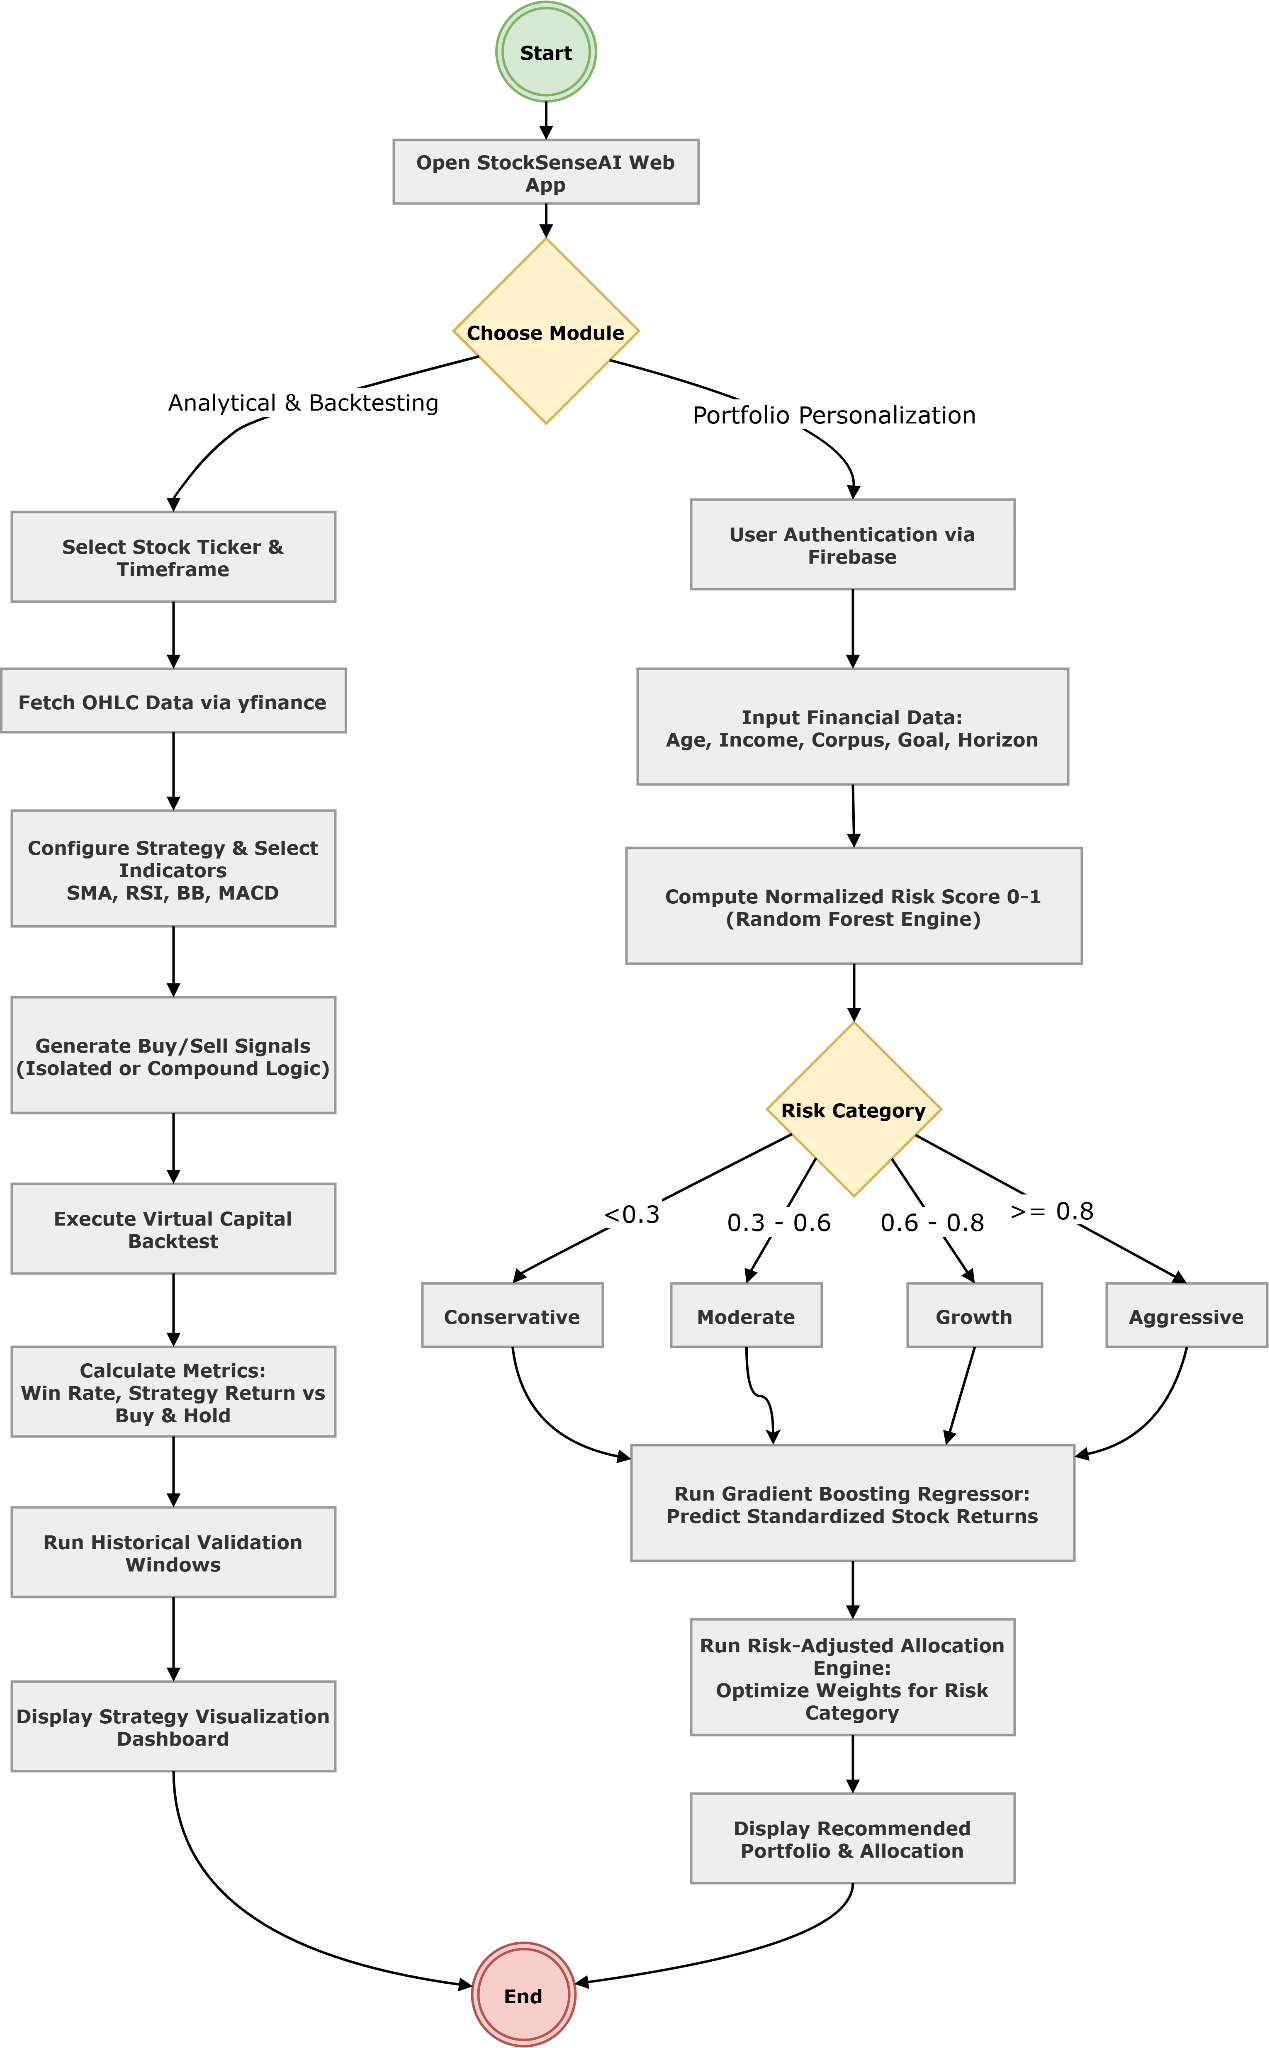 Start
Open StockSenseAI Web
App
Choose Module
Analytical & Backtesting
Portfolio Personalization
Select Stock Ticker &
Timeframe
Fetch OHLC Data via yfinance
Configure Strategy & Select
Indicators
SMA, RSI, BB, MACD
Generate Buy/Sell Signals
(Isolated or Compound Logic)
Execute Virtual Capital
Backtest
Calculate Metrics:
Win Rate, Strategy Return vs
Buy & Hold
Run Historical Validation
Windows
Display Strategy Visualization
Dashboard
User Authentication via
Firebase
Input Financial Data:
Age, Income, Corpus, Goal, Horizon
Compute Normalized Risk Score 0-1
(Random Forest Engine)
Risk Category
<0.3
0.3 - 0.6
0.6 - 0.8
>= 0.8
Conservative
Moderate
Growth
Aggressive
Run Gradient Boosting Regressor:
Predict Standardized Stock Returns
Run Risk-Adjusted Allocation
Engine:
Optimize Weights for Risk
Category
Display Recommended
Portfolio & Allocation
End